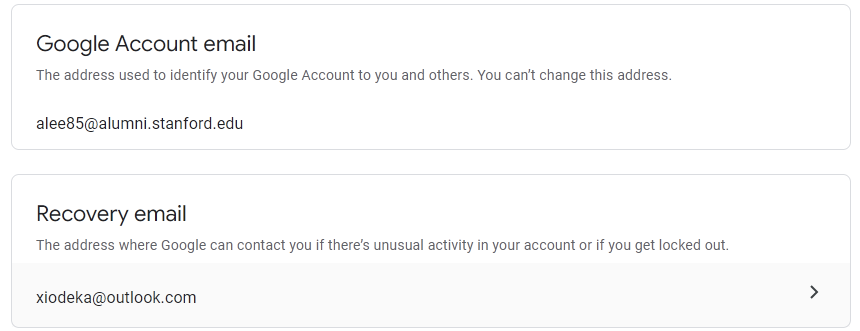 Google Account email
The address used to identify your Google Account to you and others. You can’t change this address.
alee85@alumni.stanford.edu
Recovery email
The address where Google can contact you if there’s unusual activity in your account or if you get locked out.
xiodeka@outlook.com